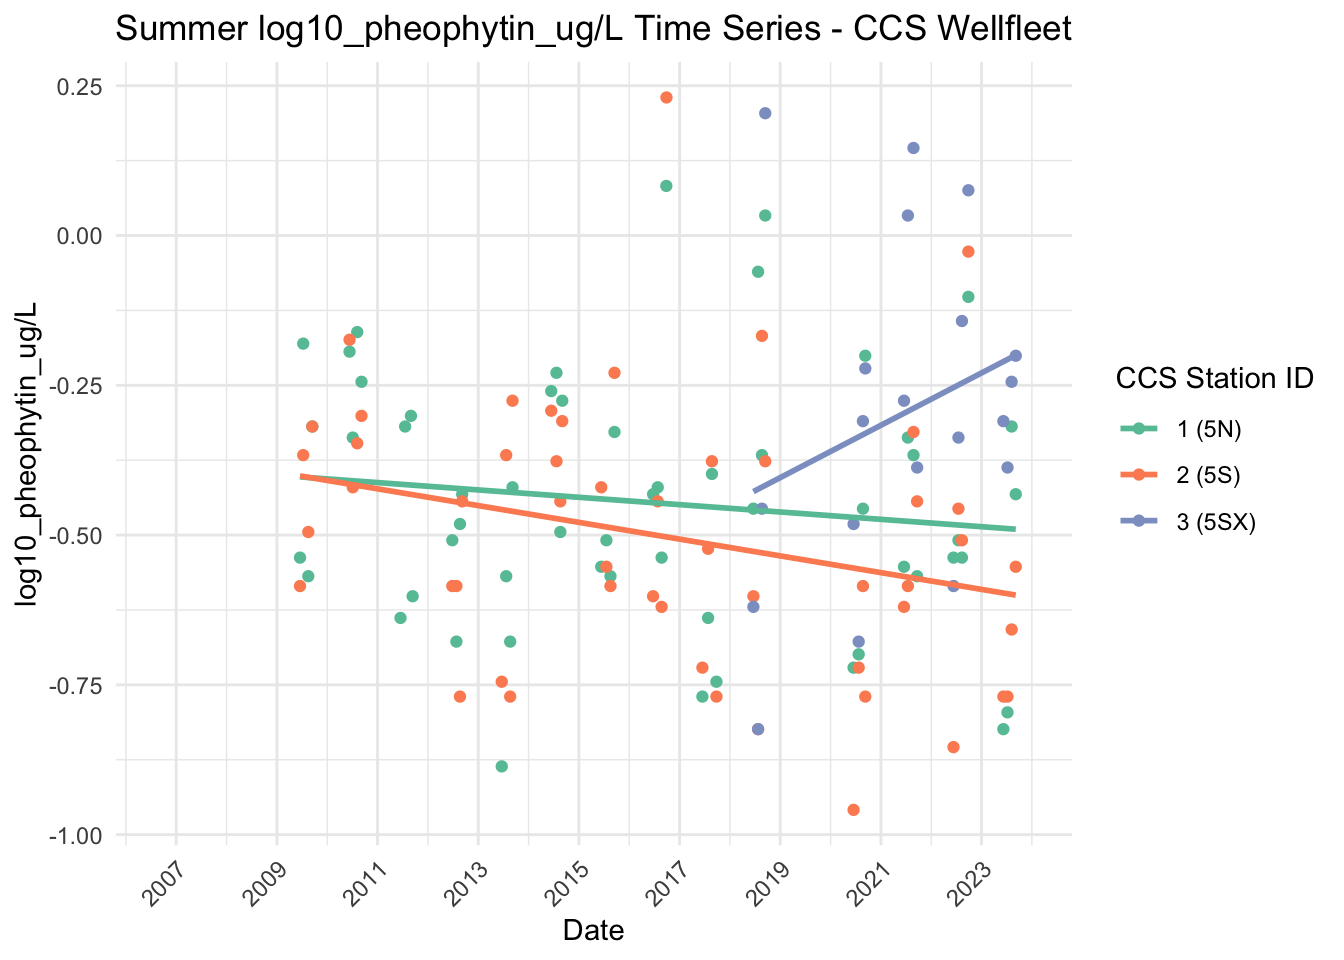 Summer log10_pheophytin_ug/L Time Series - CCS Wellfleet
0.25
0.00
-0.25
-0.50
-0.75
-1.00
log10_pheophytin_ug/L
2007
2009
2011
2013
2015
2017
2019
2021
2023
Date
CCS Station ID
1 (5N)
2 (5S)
3 (5SX)